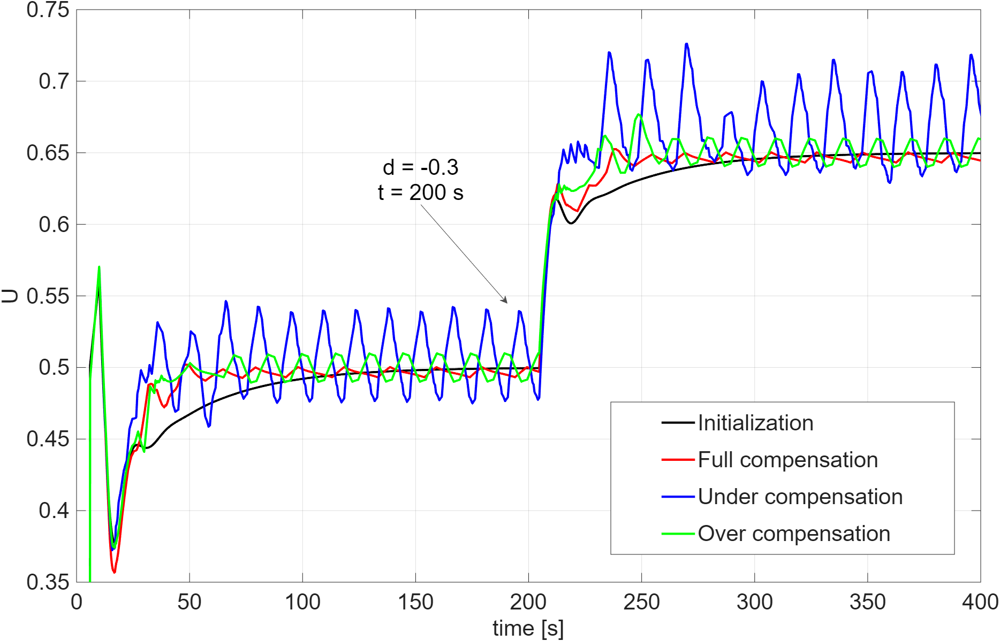 0.75
0.7
0.65
0.6
0.55
0.5
0.45
0.4
0.35
U
d = -0.3
t = 200 s
Initialization
Full compensation
Under compensation
Over compensation
0 50 100 150 200 250 300 350 400
time [s]